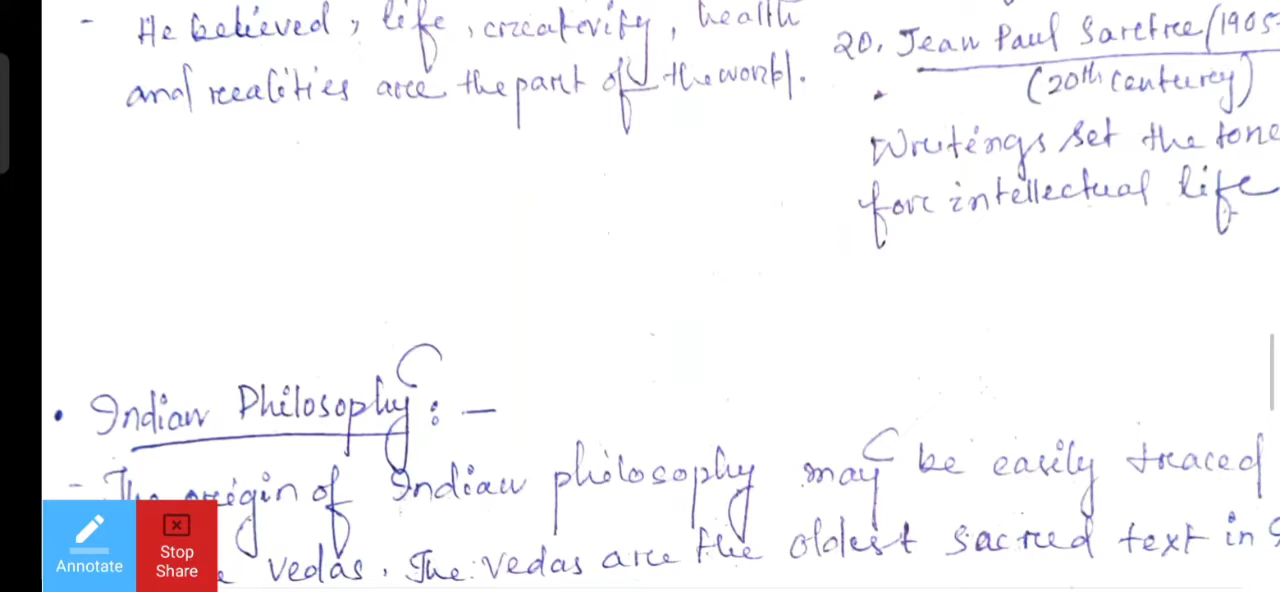 - He believed, life, creativity, health
and realities are the part of the world.
20. Jean Paul Saretre (1905-
(20th century)
Writings set the tone
for intellectual life
• Indian Philosophy : —
- The origin of Indian philosophy may be easily traced
vedas. The vedas are the oldest sacred text in
Annotate
Stop
Share